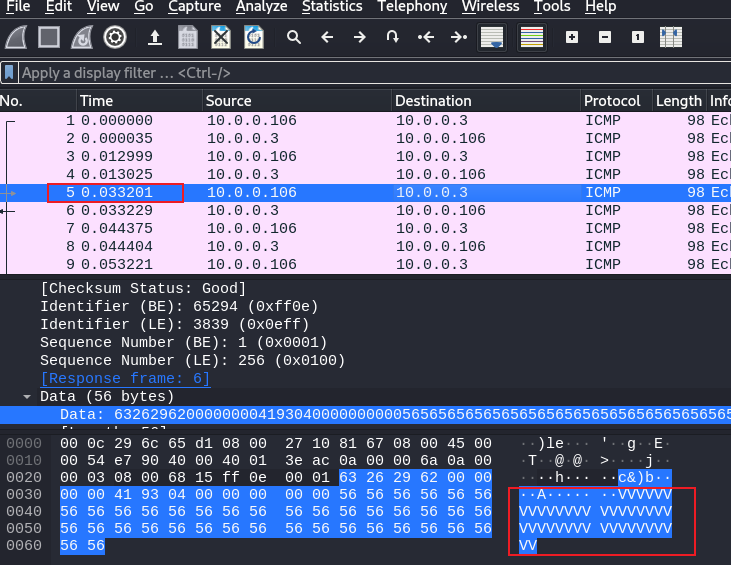 File Edit View Go Capture Analyze Statistics Telephony Wireless Tools Help
Apply a display filter ... <Ctrl-/>
No. Time Source Destination Protocol Length Info
1 0.000000 10.0.0.106 10.0.0.3 ICMP 98 Ech
2 0.000035 10.0.0.3 10.0.0.106 ICMP 98 Ech
3 0.012999 10.0.0.106 10.0.0.3 ICMP 98 Ech
4 0.013025 10.0.0.3 10.0.0.106 ICMP 98 Ech
5 0.033201 10.0.0.106 10.0.0.3 ICMP 98 Ech
6 0.033229 10.0.0.3 10.0.0.106 ICMP 98 Ech
7 0.044375 10.0.0.106 10.0.0.3 ICMP 98 Ech
8 0.044404 10.0.0.3 10.0.0.106 ICMP 98 Ech
9 0.053221 10.0.0.106 10.0.0.3 ICMP 98 Ech
[Checksum Status: Good]
Identifier (BE): 65294 (0xff0e)
Identifier (LE): 3839 (0x0eff)
Sequence Number (BE): 1 (0x0001)
Sequence Number (LE): 256 (0x0100)
[Response frame: 6]
Data (56 bytes)
Data: 6326296200000000419304000000000056565656565656565656565656565656565656565
0000 00 0c 29 6c 65 d1 08 00 27 10 81 67 08 00 45 00 ··)le··· '··g··E·
0010 00 54 e7 90 40 00 40 01 3e ac 0a 00 00 6a 0a 00 ·T··@·@· >····j··
0020 00 03 08 00 68 15 ff 0e 00 01 63 26 29 62 00 00 ····h··· ··c&)b··
0030 00 00 41 93 04 00 00 00 00 00 56 56 56 56 56 56 ··A····· ··VVVVVV
0040 56 56 56 56 56 56 56 56 56 56 56 56 56 56 56 56 VVVVVVVV VVVVVVVV
0050 56 56 56 56 56 56 56 56 56 56 56 56 56 56 56 56 VVVVVVVV VVVVVVVV
0060 56 56 VV